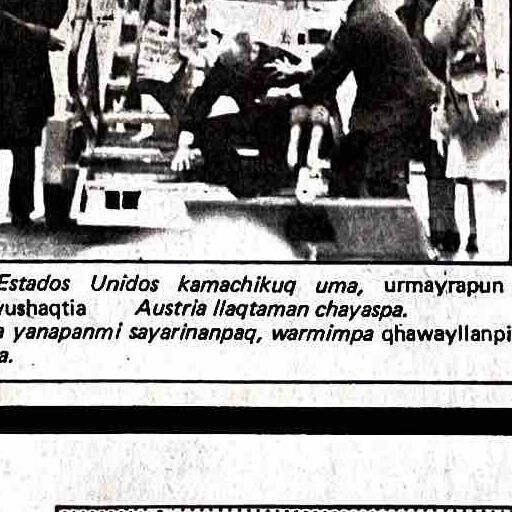 Estados Unidos kamachikuq uma, urmayrapun
yushaqtia Austria llaqtaman chayaspa.
a yanapanmi sayarinanpaq, warmimpa qhawayllanpi
a.